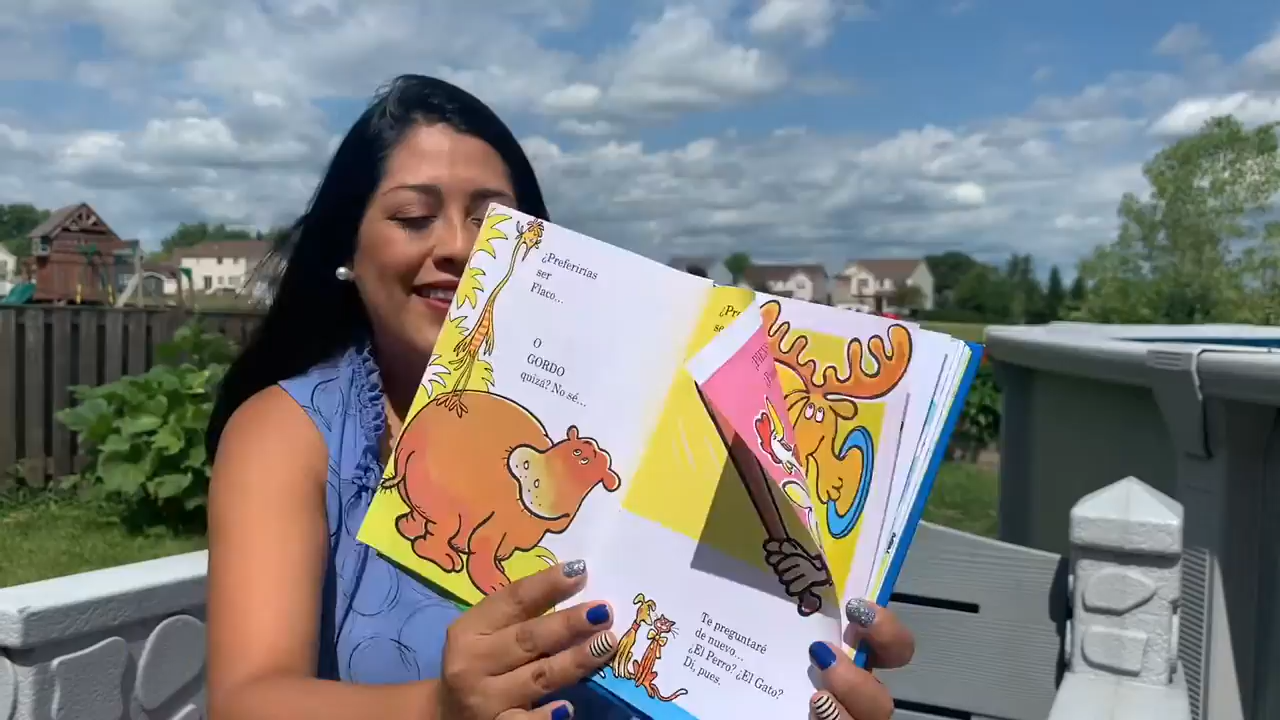 ¿Preferirías
ser
Flaco...
O
GORDO
quizá? No sé...
Te preguntaré
de nuevo...
¿El Perro? ¿El Gato?
Di, pues.